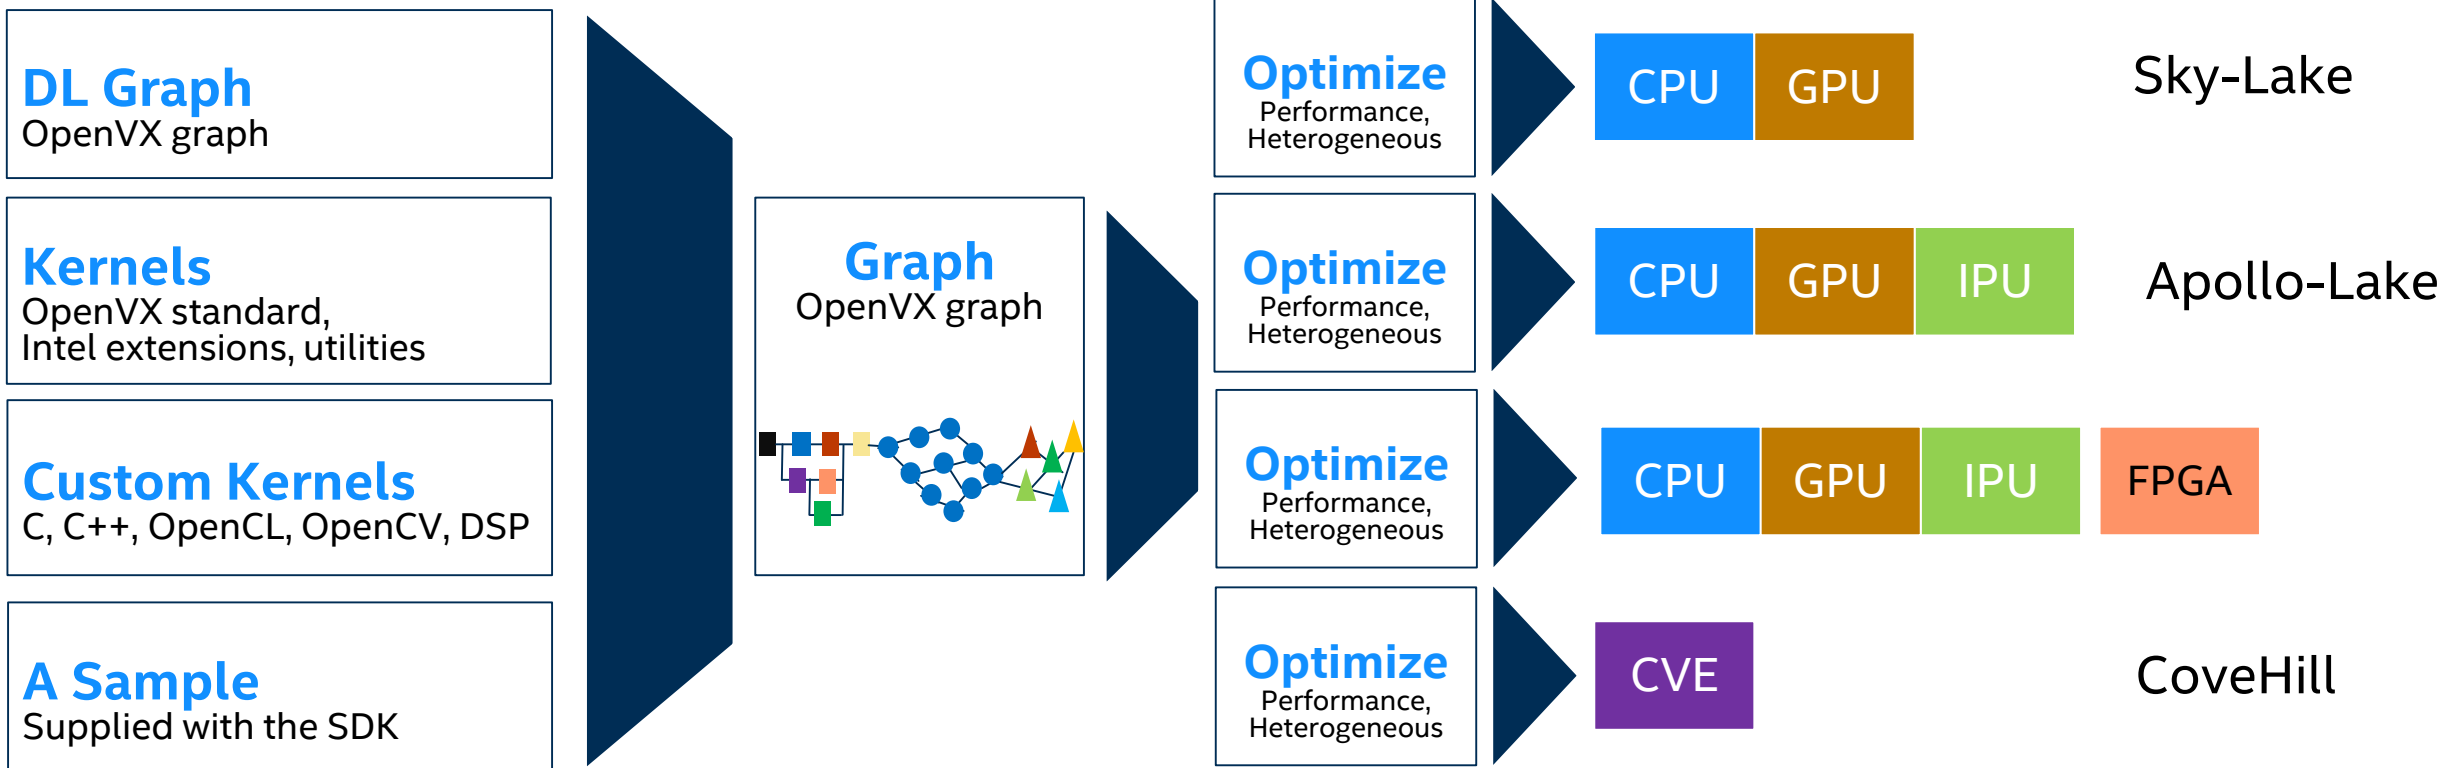 DL Graph
OpenVX graph
Kernels
OpenVX standard,
Intel extensions, utilities
Custom Kernels
C, C++, OpenCL, OpenCV, DSP
A Sample
Supplied with the SDK
Graph
OpenVX graph
Optimize
Performance,
Heterogeneous
CPU GPU
Sky-Lake
Optimize
Performance,
Heterogeneous
CPU GPU IPU
Apollo-Lake
Optimize
Performance,
Heterogeneous
CPU GPU IPU FPGA
Optimize
Performance,
Heterogeneous
CVE
CoveHill